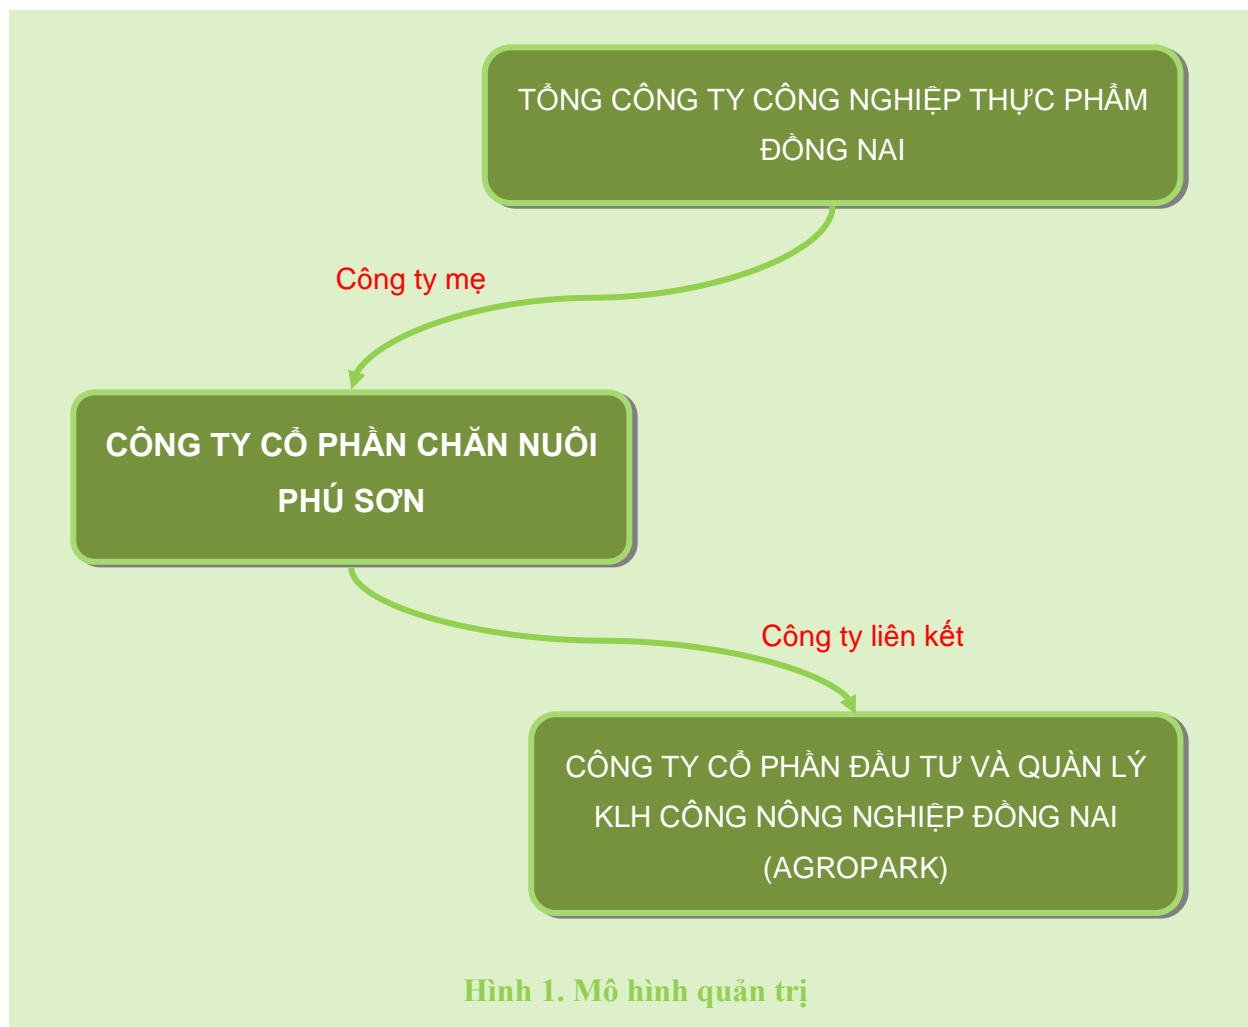 TỔNG CÔNG TY CÔNG NGHIỆP THỰC PHẨM
ĐỒNG NAI
Công ty mẹ
CÔNG TY CỔ PHẦN CHĂN NUÔI
PHÚ SƠN
Công ty liên kết
CÔNG TY CỔ PHẦN ĐẦU TƯ VÀ QUÀN LÝ
KLH CÔNG NÔNG NGHIỆP ĐỒNG NAI
(AGROPARK)
Hình 1. Mô hình quản trị